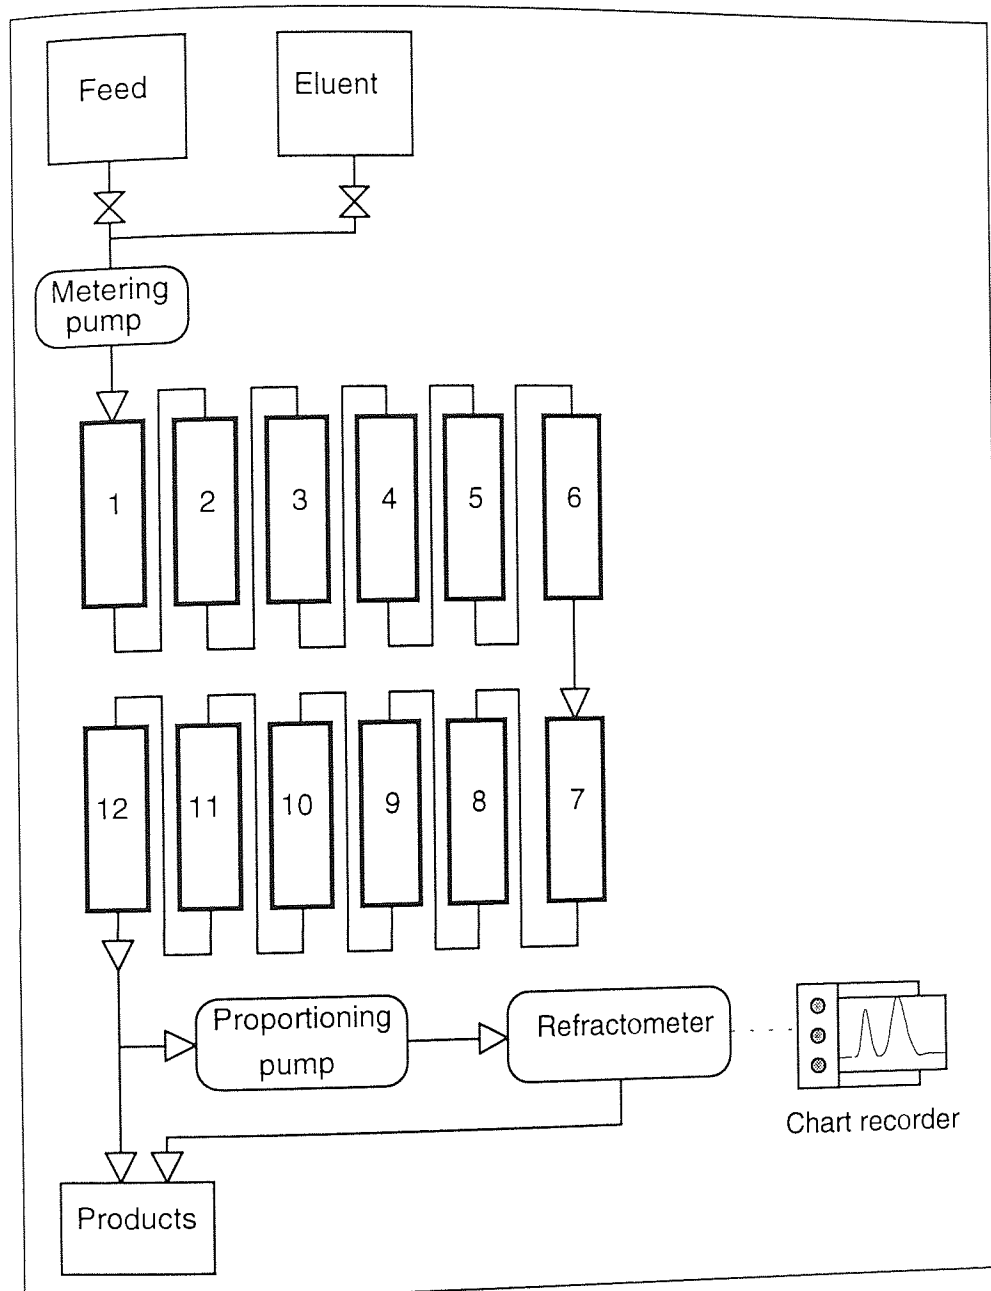 Feed
Eluent
Metering
pump
1
2
3
4
5
6
12
11
10
9
8
7
Proportioning
pump
Refractometer
Chart recorder
Products